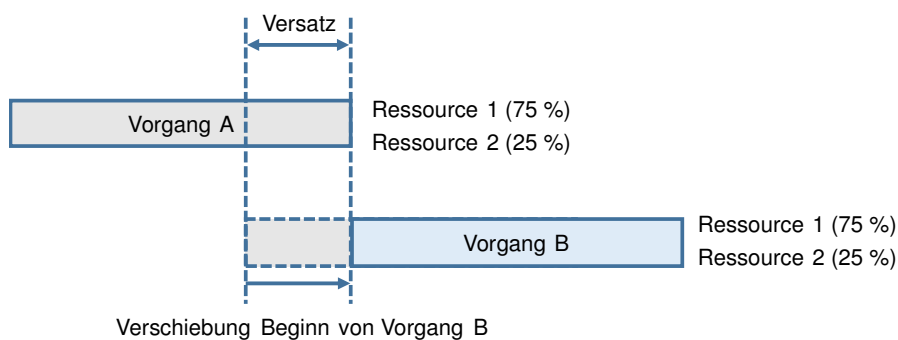 Versatz
Vorgang A
Ressource 1 (75 %)
Ressource 2 (25 %)
Vorgang B
Ressource 1 (75 %)
Ressource 2 (25 %)
Verschiebung Beginn von Vorgang B